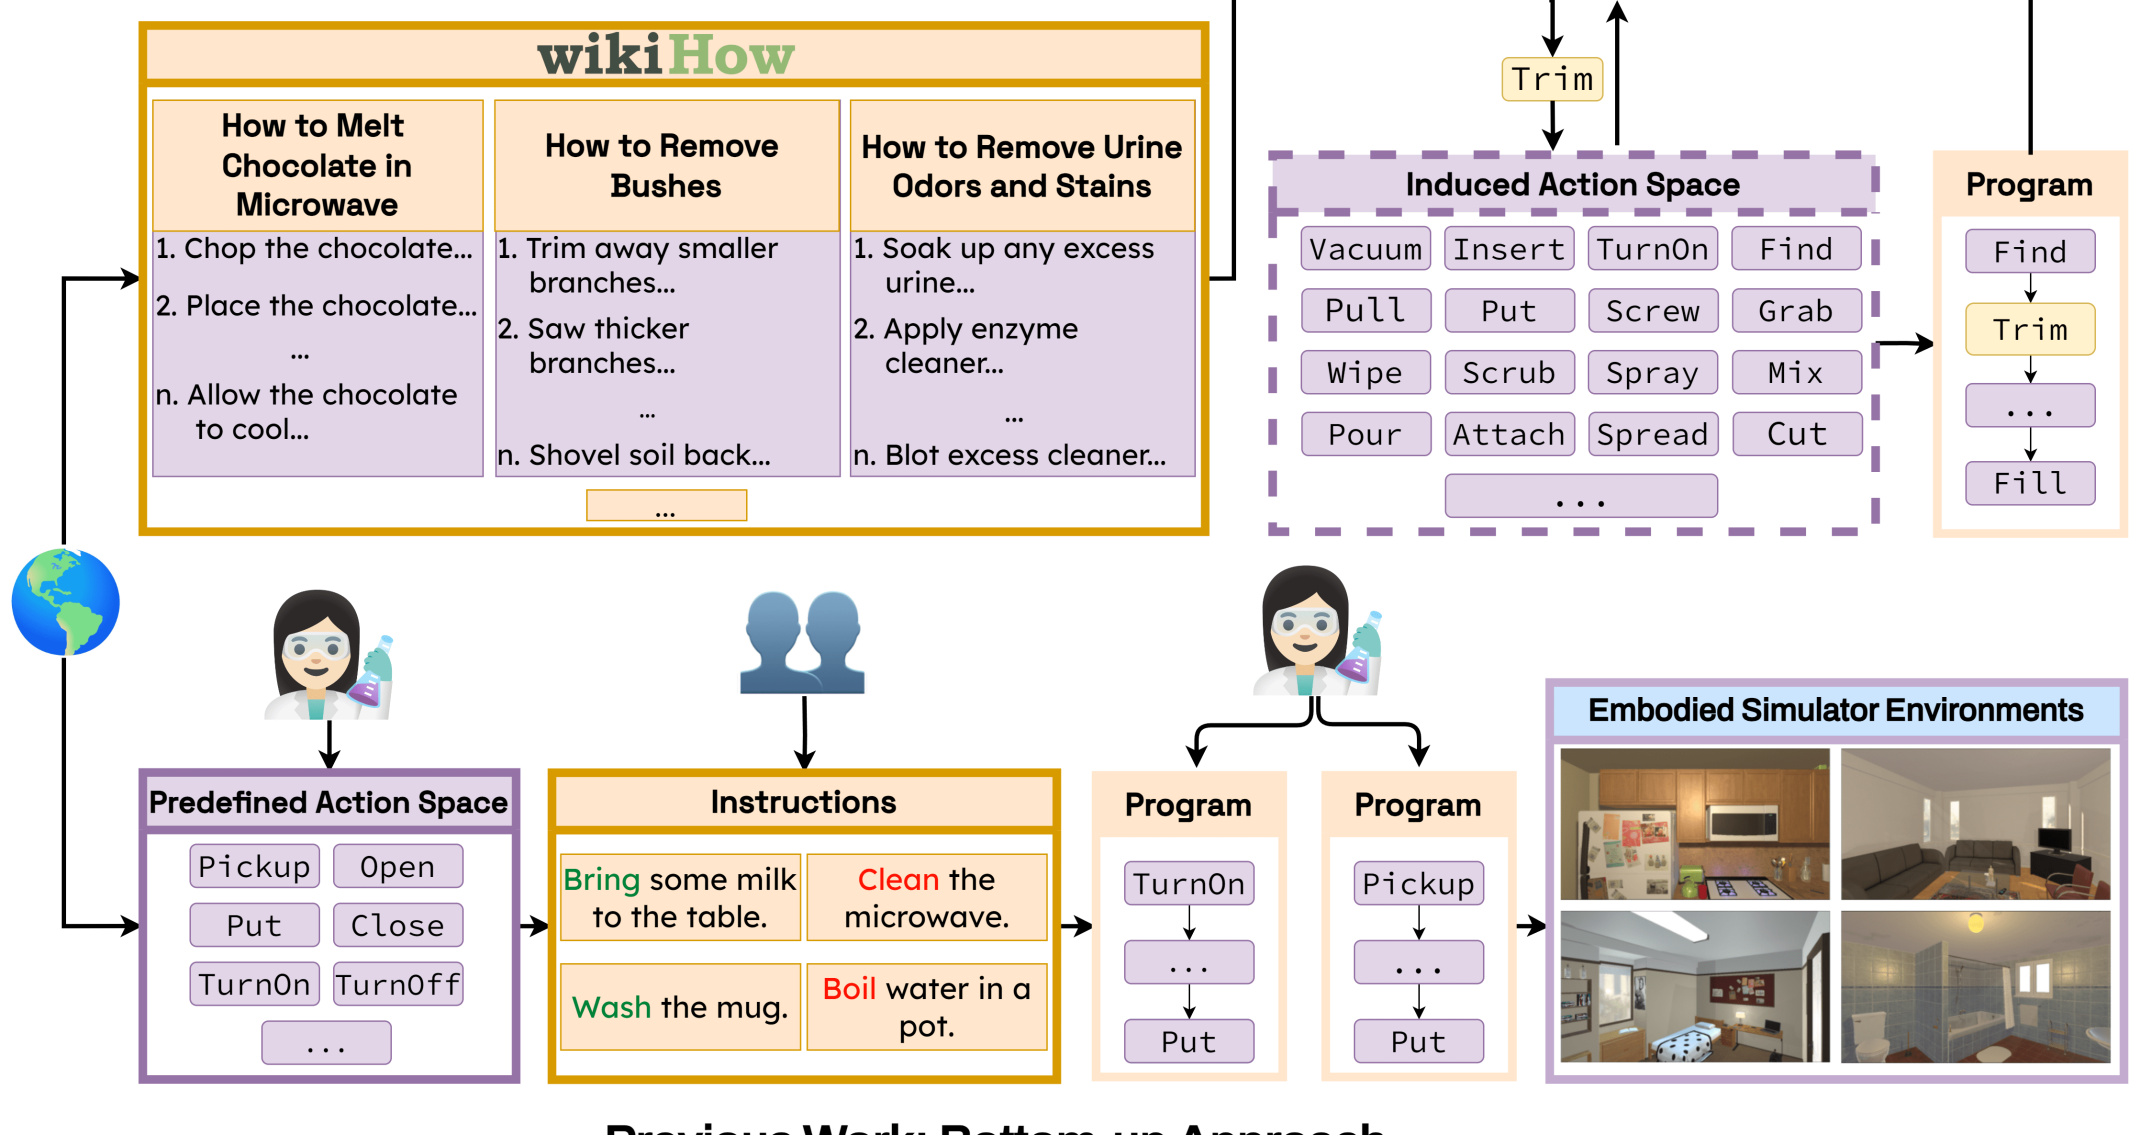 wikiHow
How to Melt
Chocolate in
Microwave
1. Chop the chocolate...
2. Place the chocolate...
...
n. Allow the chocolate
to cool...
How to Remove
Bushes
1. Trim away smaller
branches...
2. Saw thicker
branches...
...
n. Shovel soil back...
How to Remove Urine
Odors and Stains
1. Soak up any excess
urine...
2. Apply enzyme
cleaner...
...
n. Blot excess cleaner...
...
Trim
Induced Action Space
Vacuum Insert TurnOn Find
Pull Put Screw Grab
Wipe Scrub Spray Mix
Pour Attach Spread Cut
...
Program
Find
Trim
...
Fill
Predefined Action Space
Pickup Open
Put Close
TurnOn TurnOff
...
Instructions
Bring some milk
to the table.
Clean the
microwave.
Wash the mug.
Boil water in a
pot.
Program
TurnOn
...
Put
Program
Pickup
...
Put
Embodied Simulator Environments
Previous Work: Bottom-up Approach